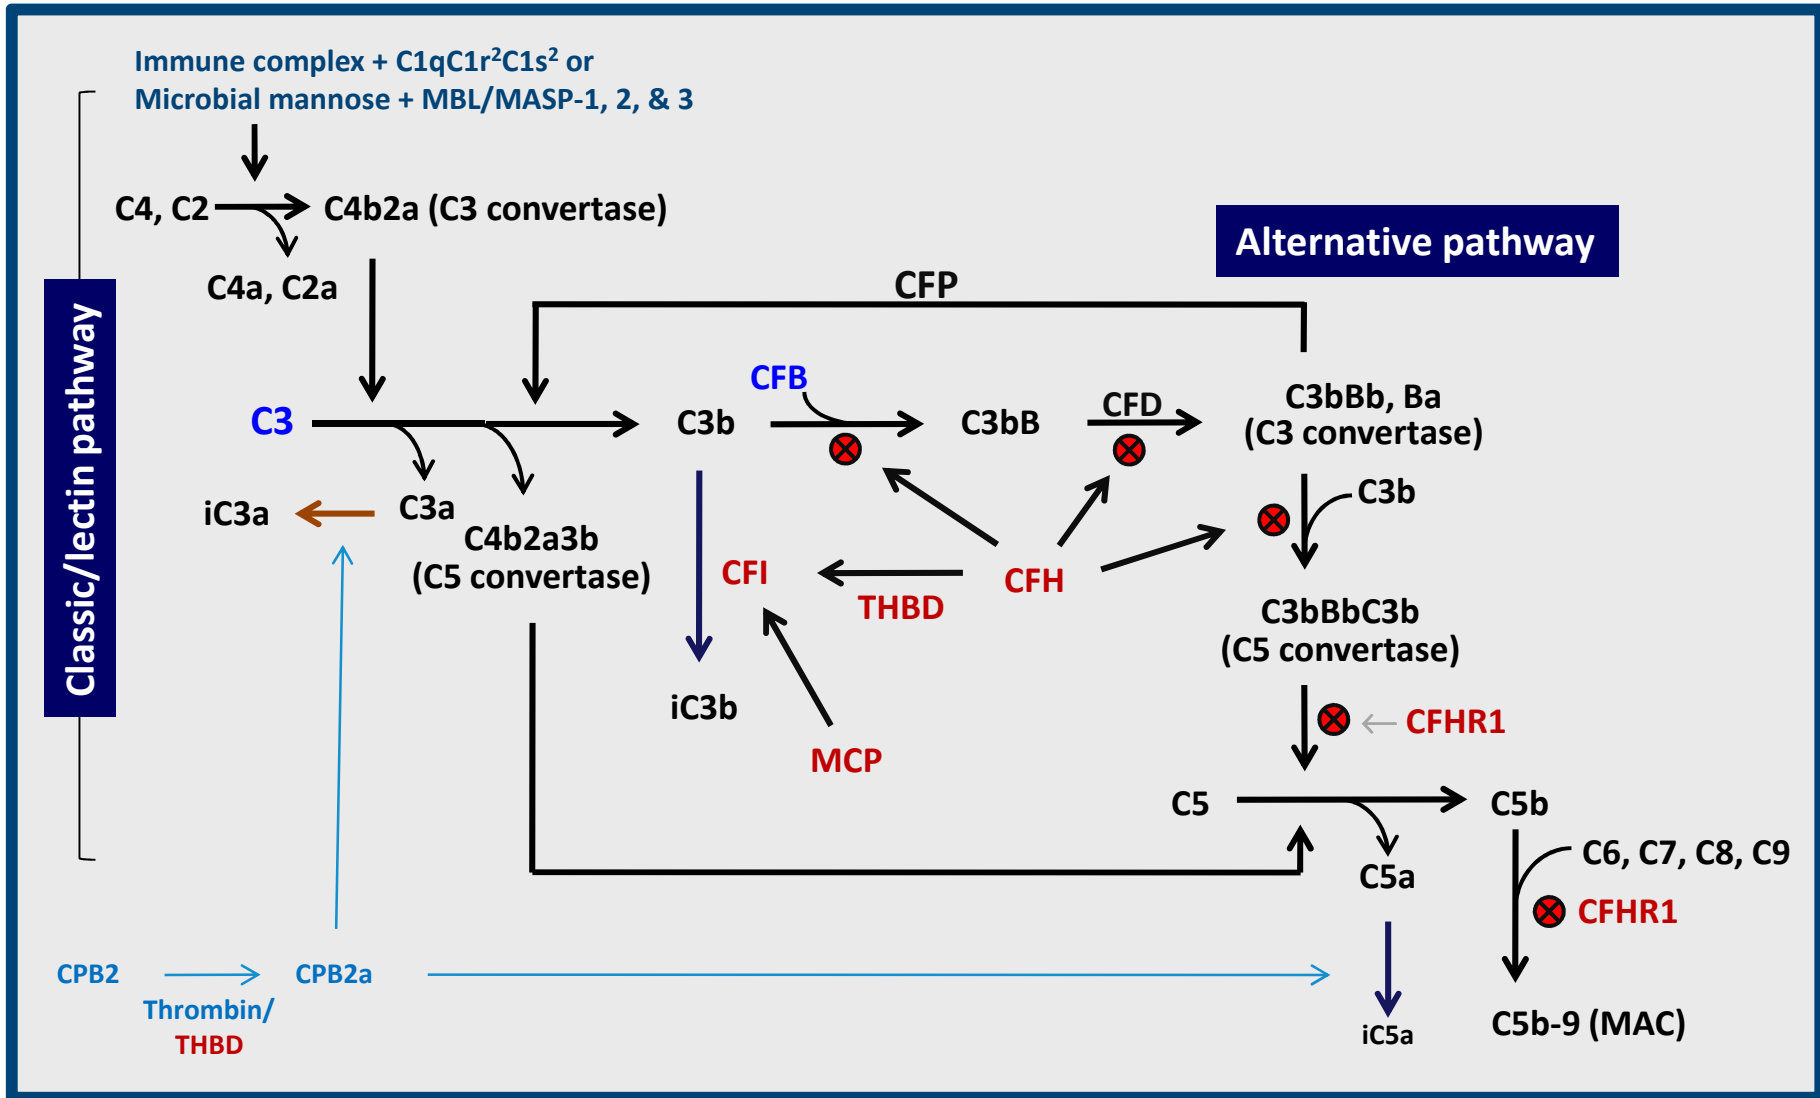 Immune complex + C1qC1r²C1s² or
Microbial mannose + MBL/MASP-1, 2, & 3
C4, C2
C4b2a (C3 convertase)
C4a, C2a
Alternative pathway
Classic/lectin pathway
CFP
C3
C3b
CFB
C3bB
CFD
C3bBb, Ba
(C3 convertase)
iC3a
C3a
C4b2a3b
(C5 convertase)
C3b
CFI
THBD
CFH
C3bBbC3b
(C5 convertase)
iC3b
MCP
CFHR1
C5
C5b
C5a
C6, C7, C8, C9
CFHR1
CPB2
CPB2a
Thrombin/
THBD
iC5a
C5b-9 (MAC)